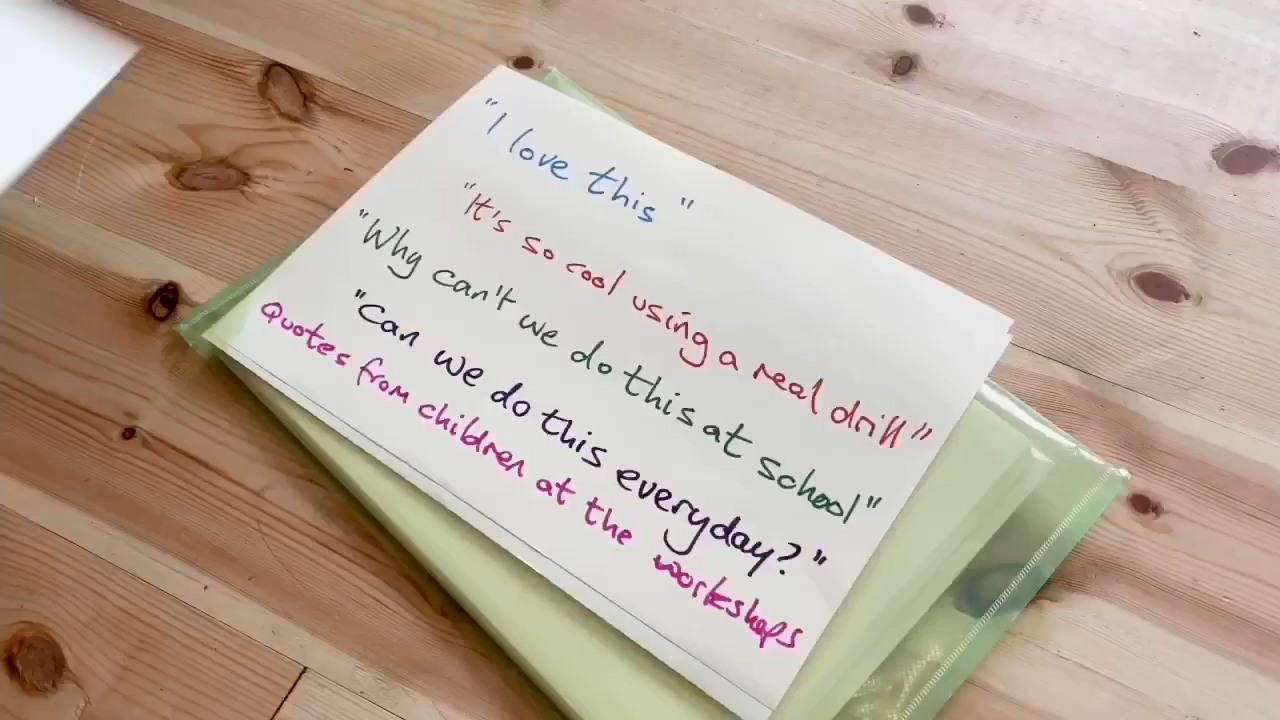 "I love this"
"It's so cool using a real drill"
"Why can't we do this at school"
"Can we do this everyday?"
Quotes from children at the workshops